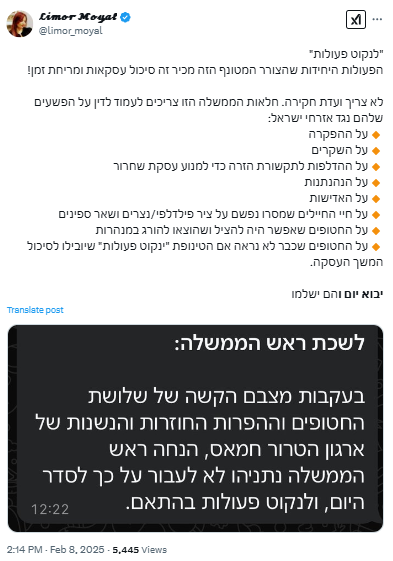 Limor Moyal
@limor_moyal
"לנקוט פעולות"
הפעולות היחידות שהצורר המטונף הזה מכיר זה סיכול עסקאות ומריחת זמן!
לא צריך ועדת חקירה. חלאות הממשלה הזו צריכים לעמוד לדין על הפשעים
שלהם נגד אזרחי ישראל:
🔸 על ההפקרה
🔸 על השקרים
🔸 על ההדלפות לתקשורת הזרה כדי למנוע עסקת שחרור
🔸 על הנהנתנות
🔸 על האדישות
🔸 על חיי החיילים שמסרו נפשם על ציר פילדלפי/נצרים ושאר ספינים
🔸 על החטופים שאפשר היה להציל ושהוצאו להורג במנהרות
🔸 על החטופים שכבר לא נראה אם הטינופת "ינקוט פעולות" שיובילו לסיכול
המשך העסקה.
יבוא יום והם ישלמו
Translate post
לשכת ראש הממשלה:
בעקבות מצבם הקשה של שלושת
החטופים וההפרות החוזרות והנשנות של
ארגון הטרור חמאס, הנחה ראש
הממשלה נתניהו לא לעבור על כך לסדר
היום, ולנקוט פעולות בהתאם.
12:22
2:14 PM · Feb 8, 2025 · 5,445 Views